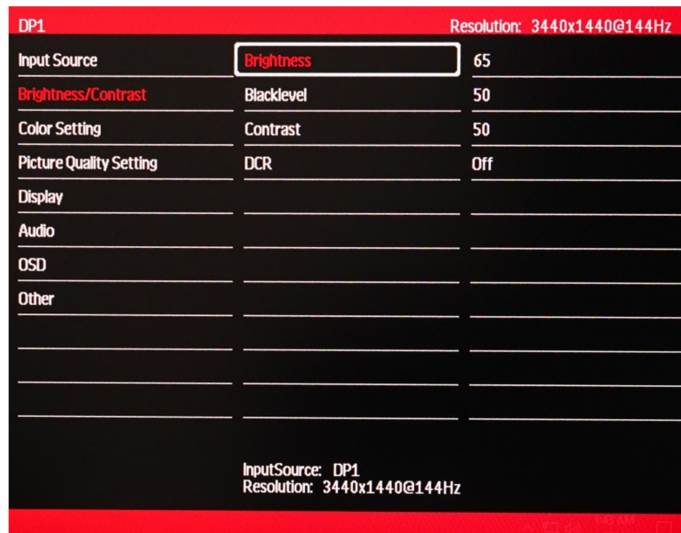 DP1 Resolution: 3440x1440@144Hz
Input Source Brightness 65
Brightness/Contrast Blacklevel 50
Color Setting Contrast 50
Picture Quality Setting DCR Off
Display
Audio
OSD
Other
InputSource: DP1
Resolution: 3440x1440@144Hz
AM